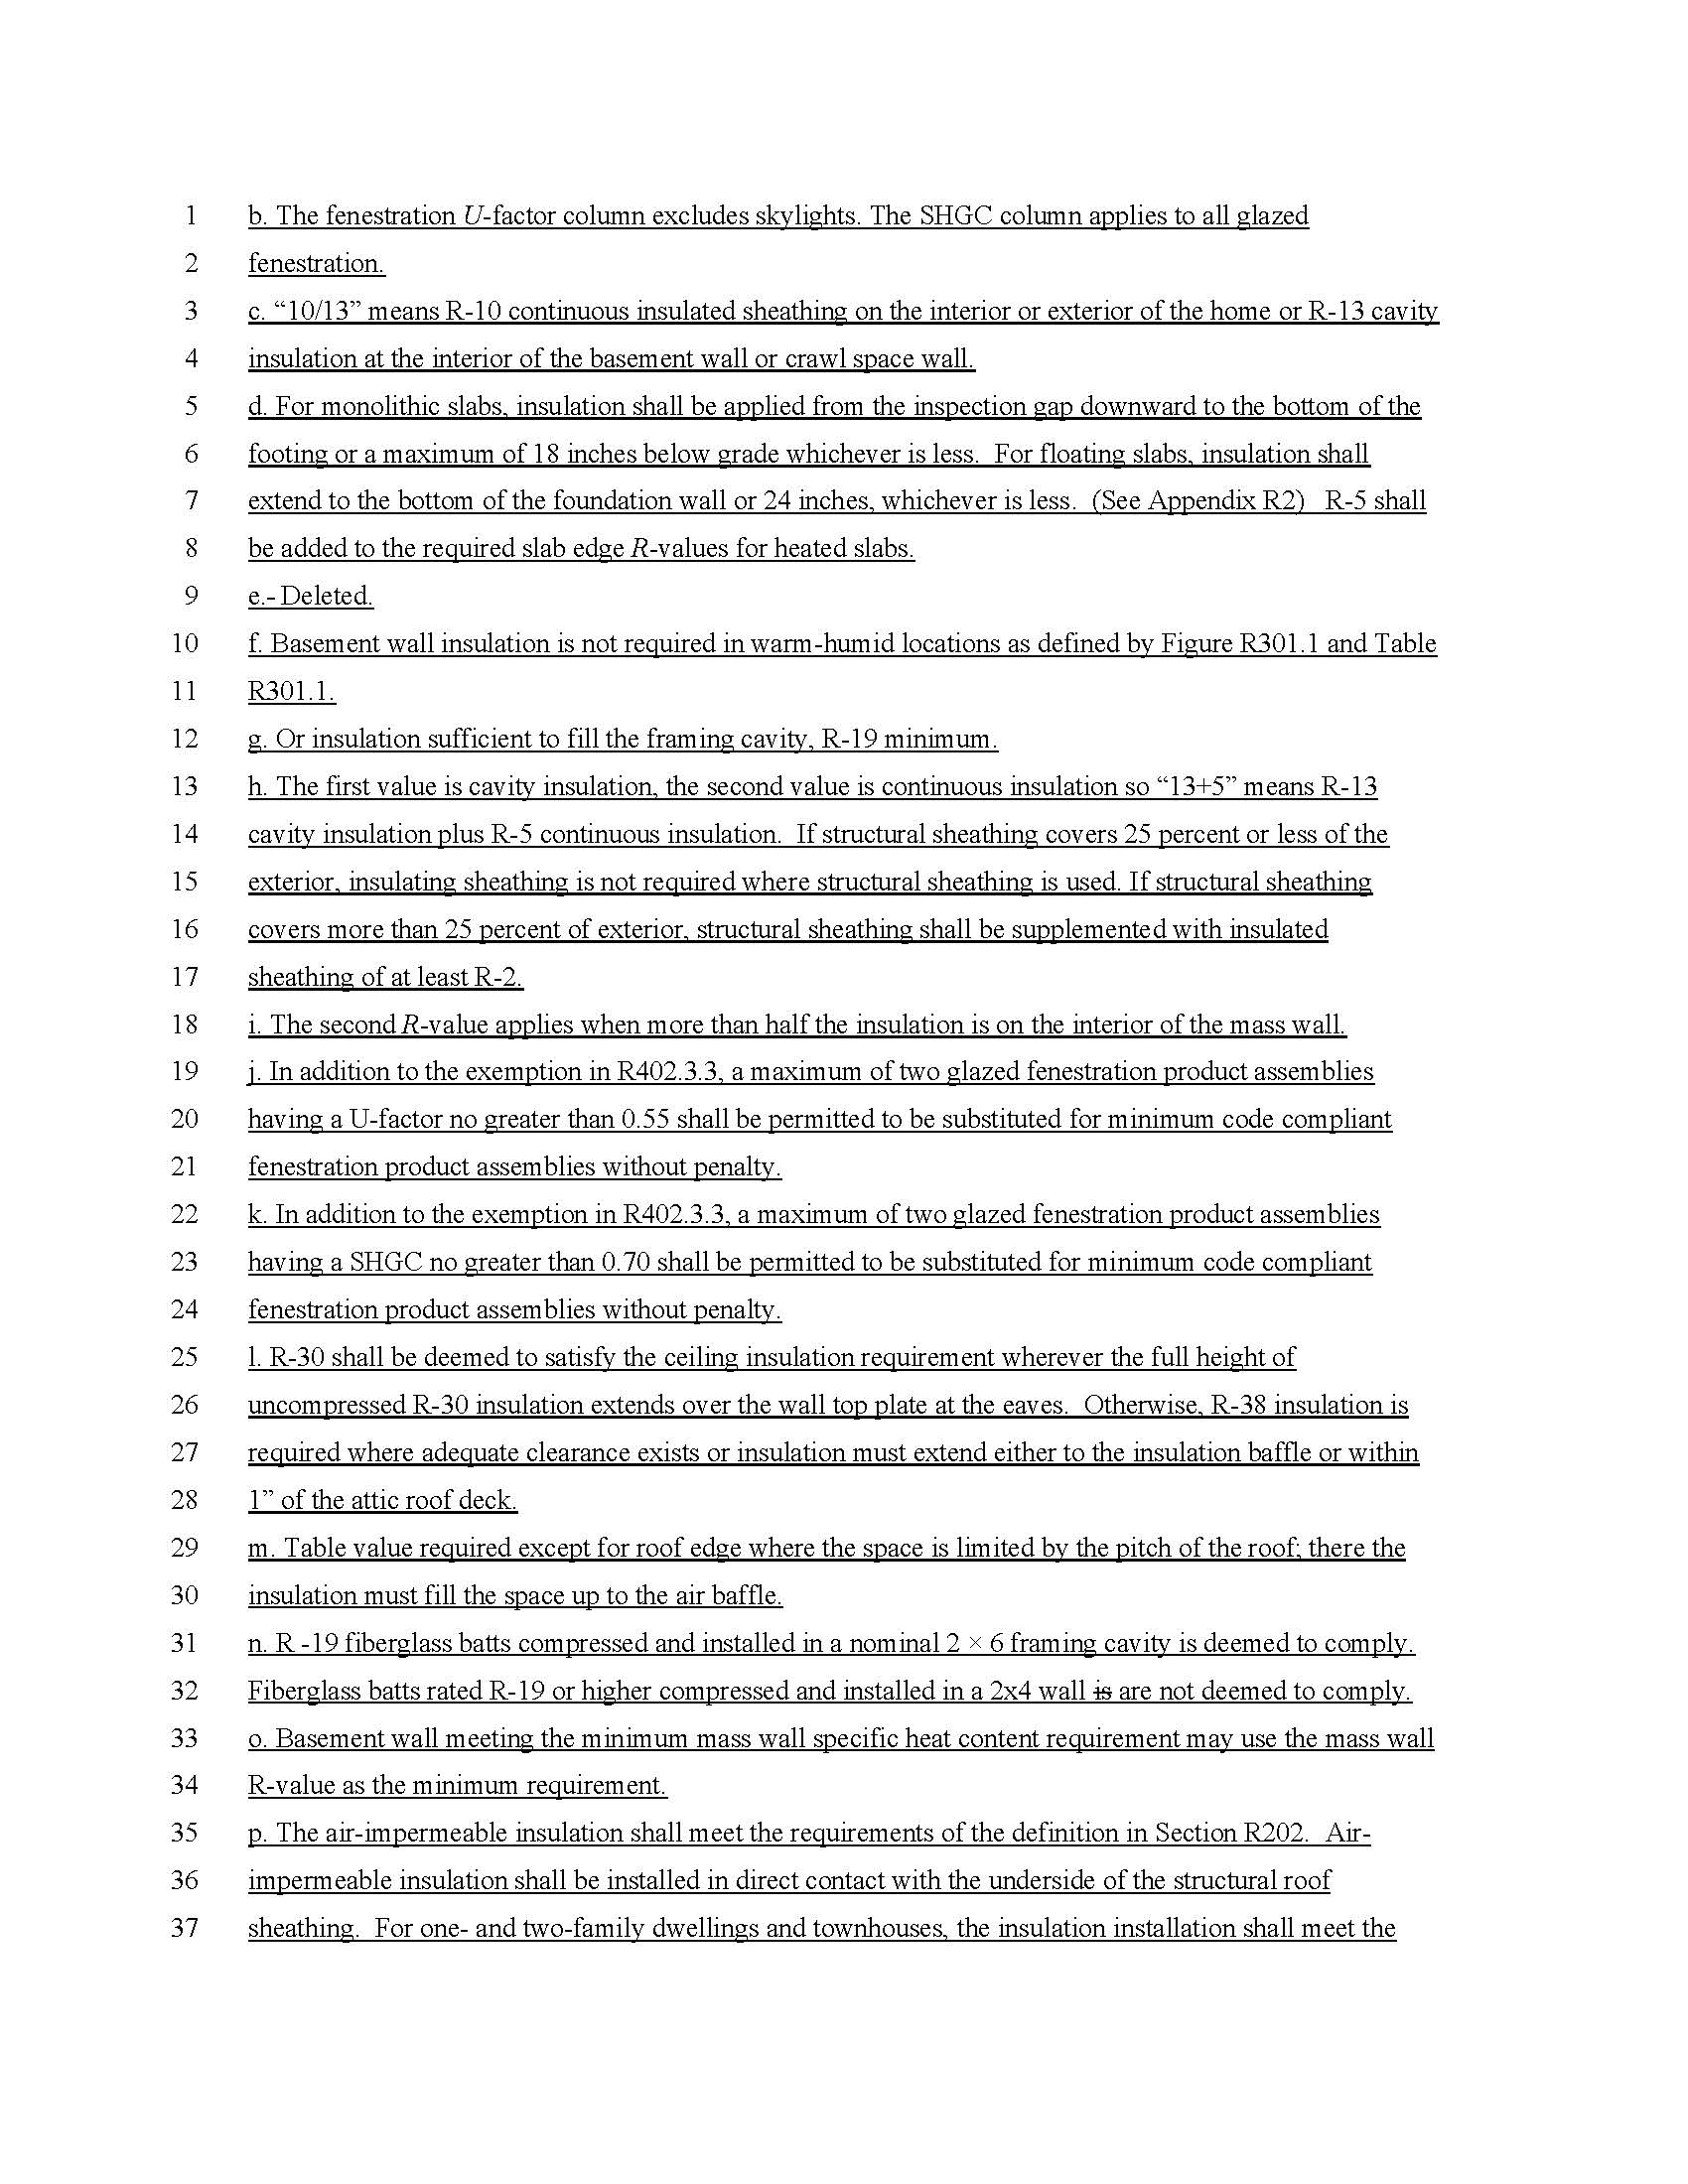 1 b. The fenestration U-factor column excludes skylights. The SHGC column applies to all glazed
2 fenestration.
3 c. “10/13” means R-10 continuous insulated sheathing on the interior or exterior of the home or R-13 cavity
4 insulation at the interior of the basement wall or crawl space wall.
5 d. For monolithic slabs, insulation shall be applied from the inspection gap downward to the bottom of the
6 footing or a maximum of 18 inches below grade whichever is less.  For floating slabs, insulation shall
7 extend to the bottom of the foundation wall or 24 inches, whichever is less.  (See Appendix R2)   R-5 shall
8 be added to the required slab edge R-values for heated slabs.
9 e.- Deleted.
10 f. Basement wall insulation is not required in warm-humid locations as defined by Figure R301.1 and Table
11 R301.1.
12 g. Or insulation sufficient to fill the framing cavity, R-19 minimum.
13 h. The first value is cavity insulation, the second value is continuous insulation so “13+5” means R-13
14 cavity insulation plus R-5 continuous insulation.  If structural sheathing covers 25 percent or less of the
15 exterior, insulating sheathing is not required where structural sheathing is used. If structural sheathing
16 covers more than 25 percent of exterior, structural sheathing shall be supplemented with insulated
17 sheathing of at least R-2.
18 i. The second R-value applies when more than half the insulation is on the interior of the mass wall.
19 j. In addition to the exemption in R402.3.3, a maximum of two glazed fenestration product assemblies
20 having a U-factor no greater than 0.55 shall be permitted to be substituted for minimum code compliant
21 fenestration product assemblies without penalty.
22 k. In addition to the exemption in R402.3.3, a maximum of two glazed fenestration product assemblies
23 having a SHGC no greater than 0.70 shall be permitted to be substituted for minimum code compliant
24 fenestration product assemblies without penalty.
25 l. R-30 shall be deemed to satisfy the ceiling insulation requirement wherever the full height of
26 uncompressed R-30 insulation extends over the wall top plate at the eaves.  Otherwise, R-38 insulation is
27 required where adequate clearance exists or insulation must extend either to the insulation baffle or within
28 1” of the attic roof deck.
29 m. Table value required except for roof edge where the space is limited by the pitch of the roof; there the
30 insulation must fill the space up to the air baffle.
31 n. R -19 fiberglass batts compressed and installed in a nominal 2 × 6 framing cavity is deemed to comply.
32 Fiberglass batts rated R-19 or higher compressed and installed in a 2x4 wall is are not deemed to comply.
33 o. Basement wall meeting the minimum mass wall specific heat content requirement may use the mass wall
34 R-value as the minimum requirement.
35 p. The air-impermeable insulation shall meet the requirements of the definition in Section R202.  Air-
36 impermeable insulation shall be installed in direct contact with the underside of the structural roof
37 sheathing.  For one- and two-family dwellings and townhouses, the insulation installation shall meet the